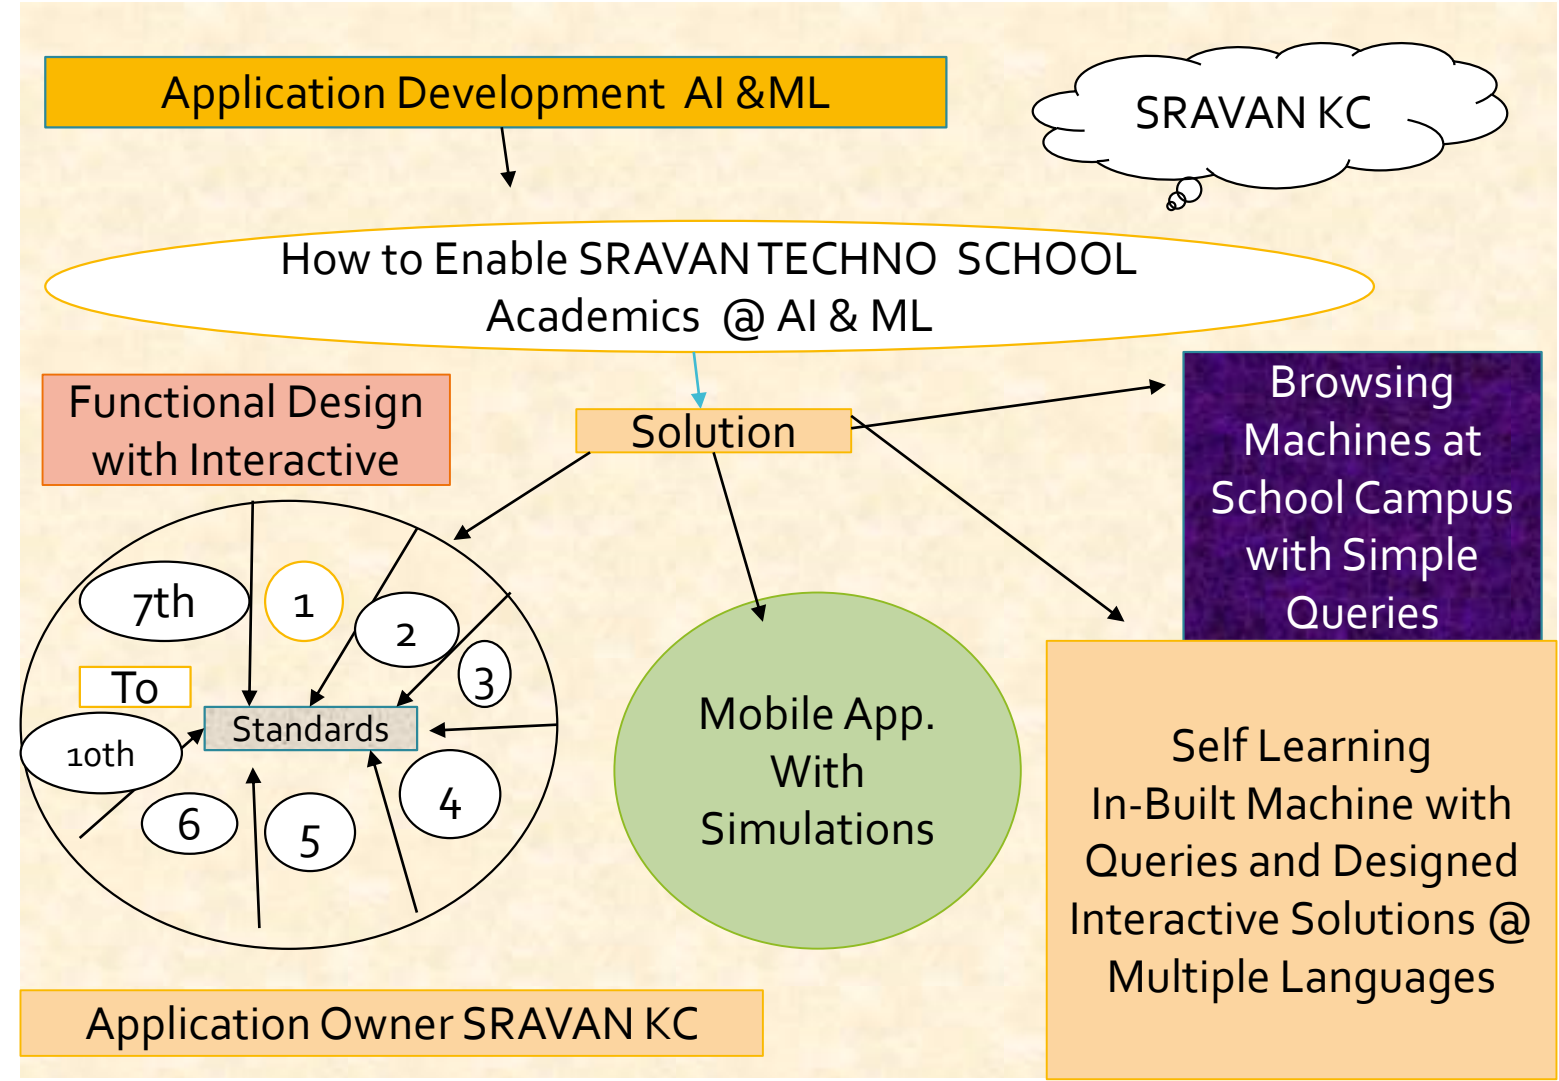 Application Development AI &ML
SRAVAN KC
How to Enable SRAVAN TECHNO SCHOOL
Academics @ AI & ML
Functional Design
with Interactive
Solution
Browsing
Machines at
School Campus
with Simple
Queries
7th
1
2
3
To
Standards
10th
4
6
5
Mobile App.
With
Simulations
Self Learning
In-Built Machine with
Queries and Designed
Interactive Solutions @
Multiple Languages
Application Owner SRAVAN KC